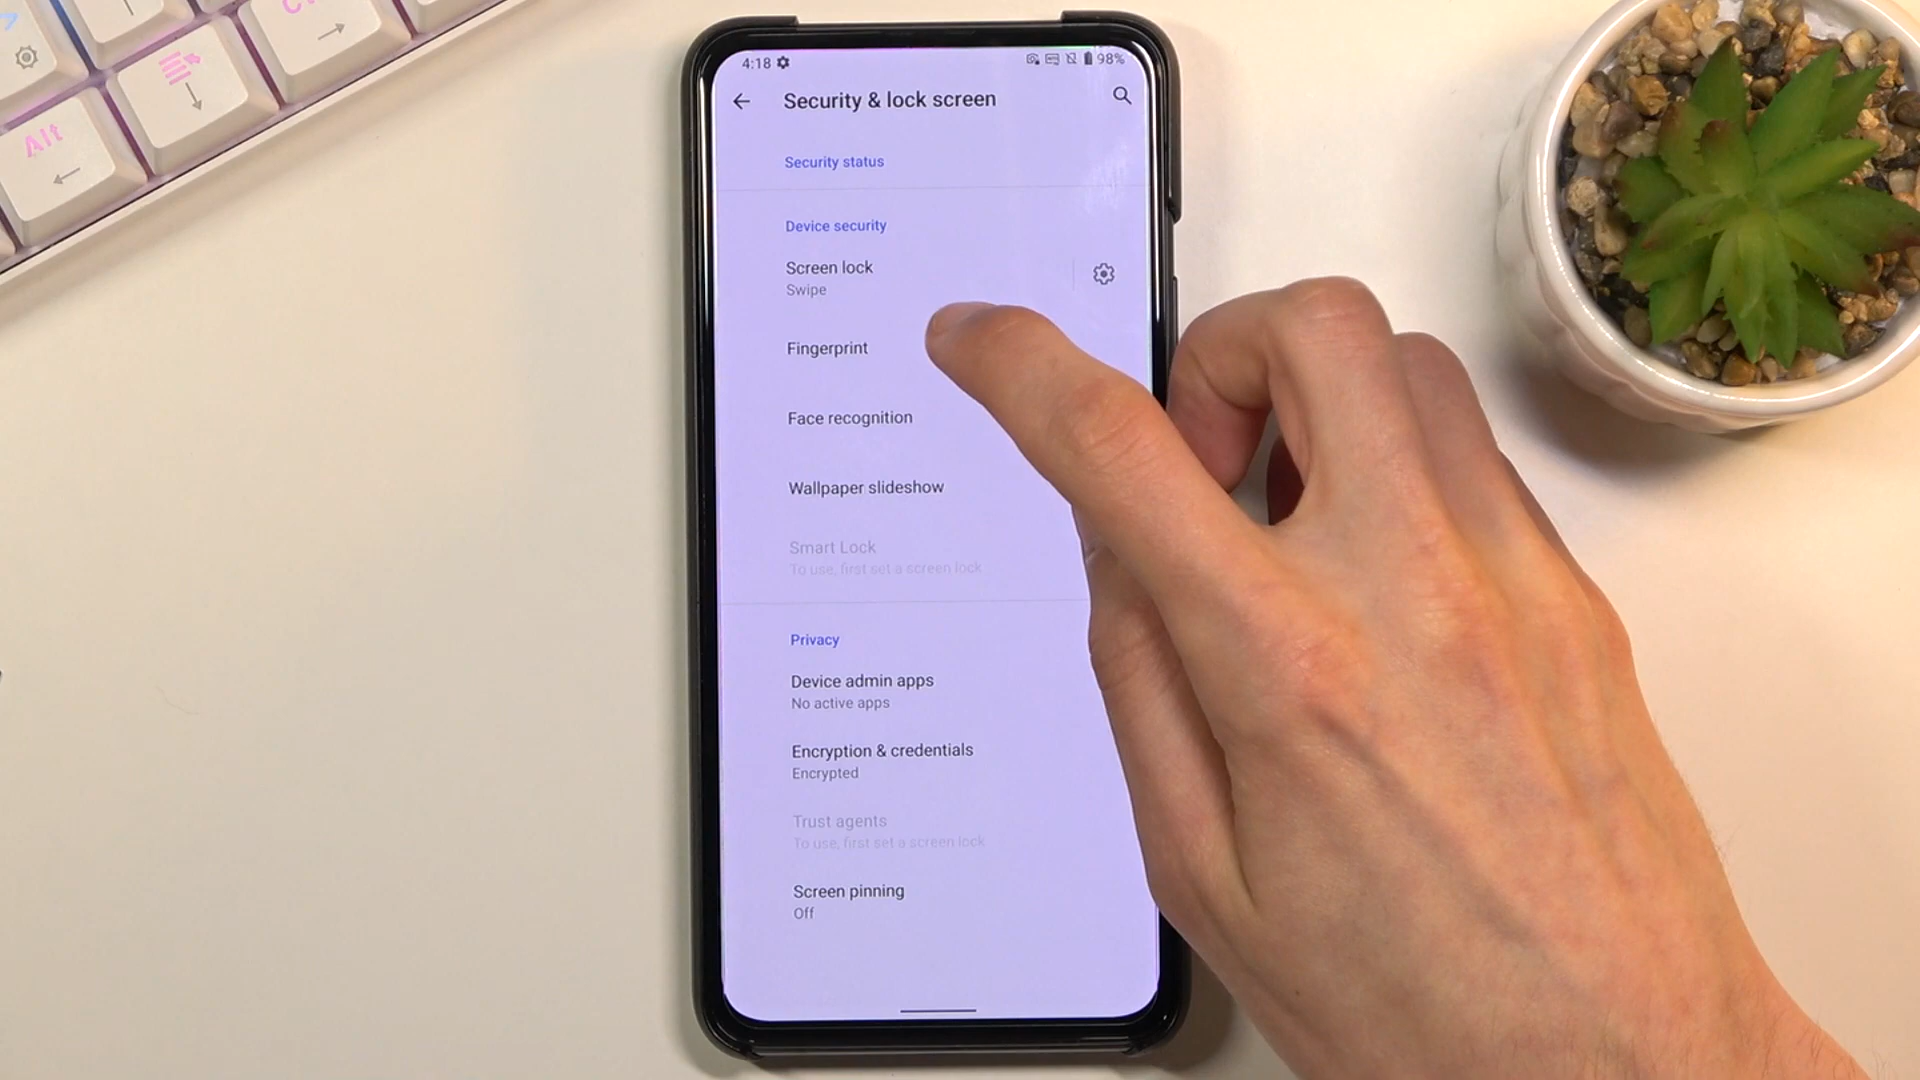 Alt
4:18
98%
Security & lock screen
Security status
Device security
Screen lock
Swipe
Fingerprint
Face recognition
Wallpaper slideshow
Smart Lock
To use, first set a screen lock
Privacy
Device admin apps
No active apps
Encryption & credentials
Encrypted
Trust agents
To use, first set a screen lock
Screen pinning
Off